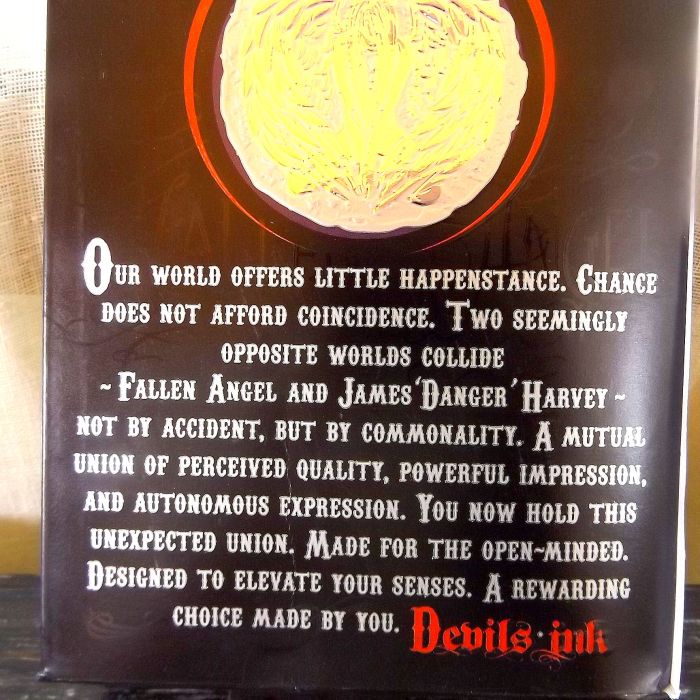 Our world offers little happenstance. Chance
does not afford coincidence. Two seemingly
opposite worlds collide
~ Fallen Angel and James 'Danger' Harvey ~
not by accident, but by commonality. A mutual
union of perceived quality, powerful impression,
and autonomous expression. You now hold this
unexpected union. Made for the open~minded.
Designed to elevate your senses. A rewarding
choice made by you. Devils·ink